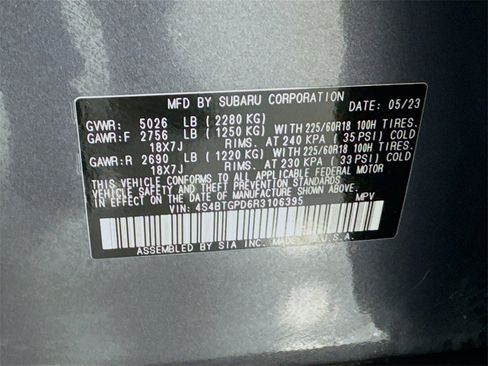 MFD BY SUBARU CORPORATION DATE: 05/23
GVWR: 5026 LB ( 2280 KG)
GAWR:F 2756 LB ( 1250 KG) WITH 225/60R18 100H TIRES.
18X7J RIMS. AT 240 KPA ( 35 PSI) COLD
GAWR:R 2690 LB ( 1220 KG) WITH 225/60R18 100H TIRES.
18X7J RIMS. AT 230 KPA ( 33 PSI) COLD
THIS VEHICLE CONFORMS TO ALL APPLICABLE FEDERAL MOTOR
VEHICLE SAFETY AND THEFT PREVENTION STANDARDS IN EFFECT ON
THE DATE OF MANUFACTURE SHOWN ABOVE.
VIN: 4S4BTGPD6R3106395 MPV
ASSEMBLED BY SIA INC. MADE IN U.S.A.